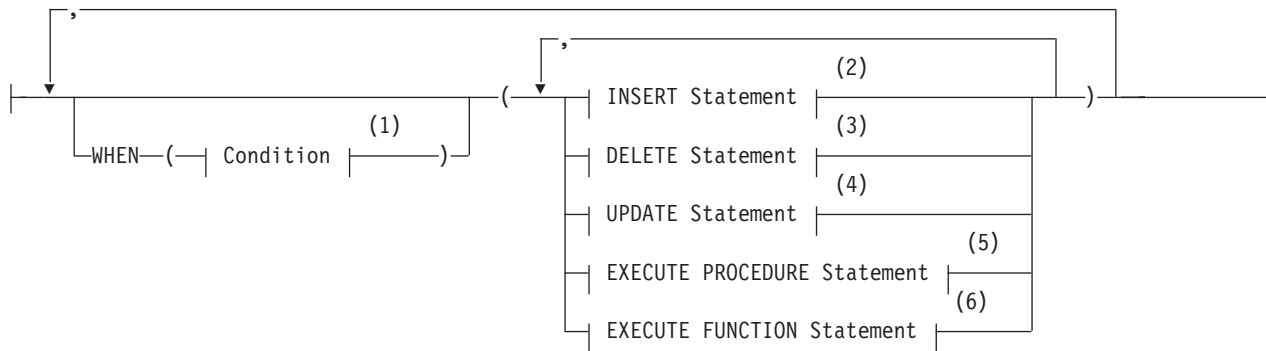 ,
,
(2)
( INSERT Statement )
(1) (3)
WHEN ( Condition ) DELETE Statement
(4)
UPDATE Statement
(5)
EXECUTE PROCEDURE Statement
(6)
EXECUTE FUNCTION Statement